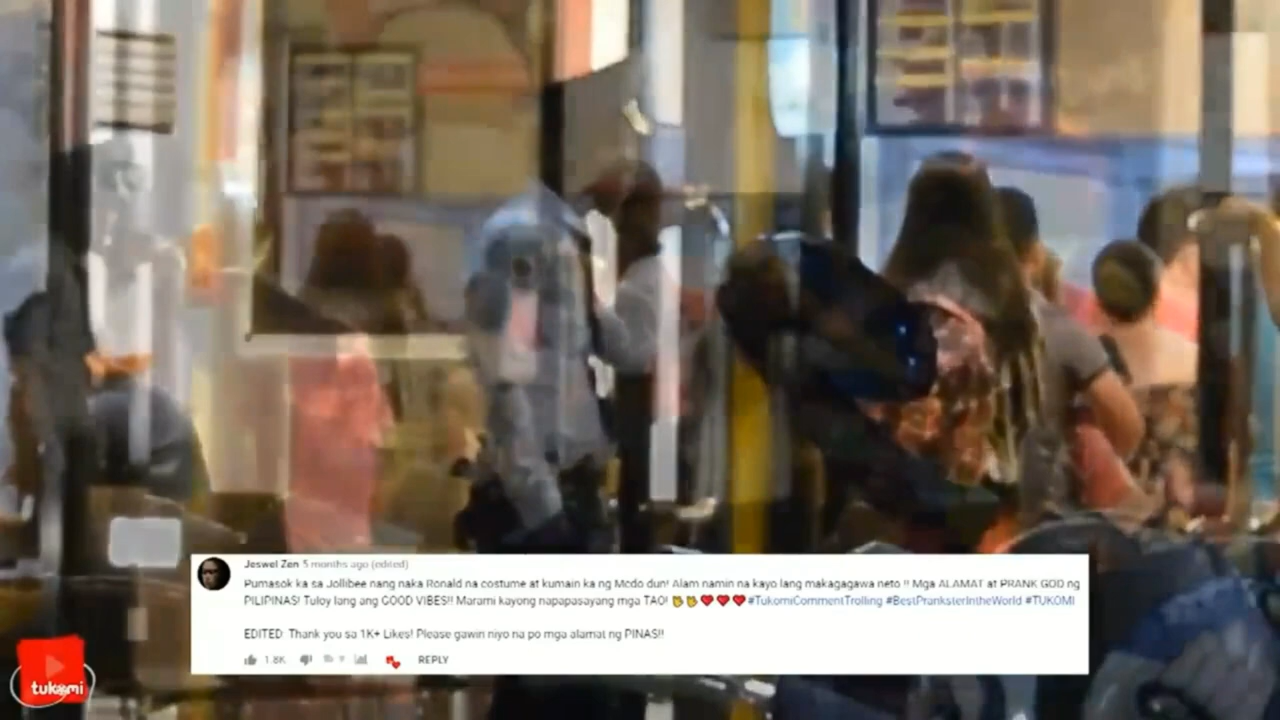 Jeswel Zen 5 months ago (edited)
Pumasok ka sa Jollibee nang naka Ronald na costume at kumain ka ng Mcdo dun! Alam namin na kayo lang makagagawa neto !! Mga ALAMAT at PRANK GOD ng
PILIPINAS! Tuloy lang ang GOOD VIBES!! Marami kayong napapasayang mga TAO! 🖐🖐❤❤❤ #TukomiCommentTrolling #BestPranksterIntheWorld #TUKOMI
EDITED Thank you sa 1K+ Likes! Please gawin niyo na po mga alamat ng PINAS!!
1.8K REPLY
tukomi